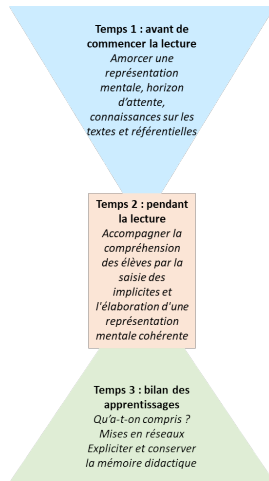 Temps 1 : avant de
commencer la lecture
Amorcer une
représentation
mentale, horizon
d'attente,
connaissances sur les
textes et référentielles
Temps 2 : pendant
la lecture
Accompagner la
compréhension
des élèves par la
saisie des
implicites et
l'élaboration d'une
représentation
mentale cohérente
Temps 3 : bilan des
apprentissages
Qu'a-t-on compris ?
Mises en réseaux
Expliciter et conserver
la mémoire didactique